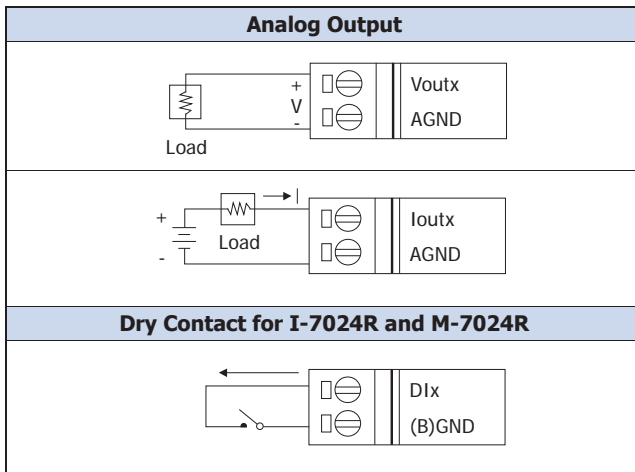 Analog Output
+
V
-
Load
Voutx
AGND
+
-
Load
I
Ioutx
AGND
Dry Contact for I-7024R and M-7024R
DIx
(B)GND